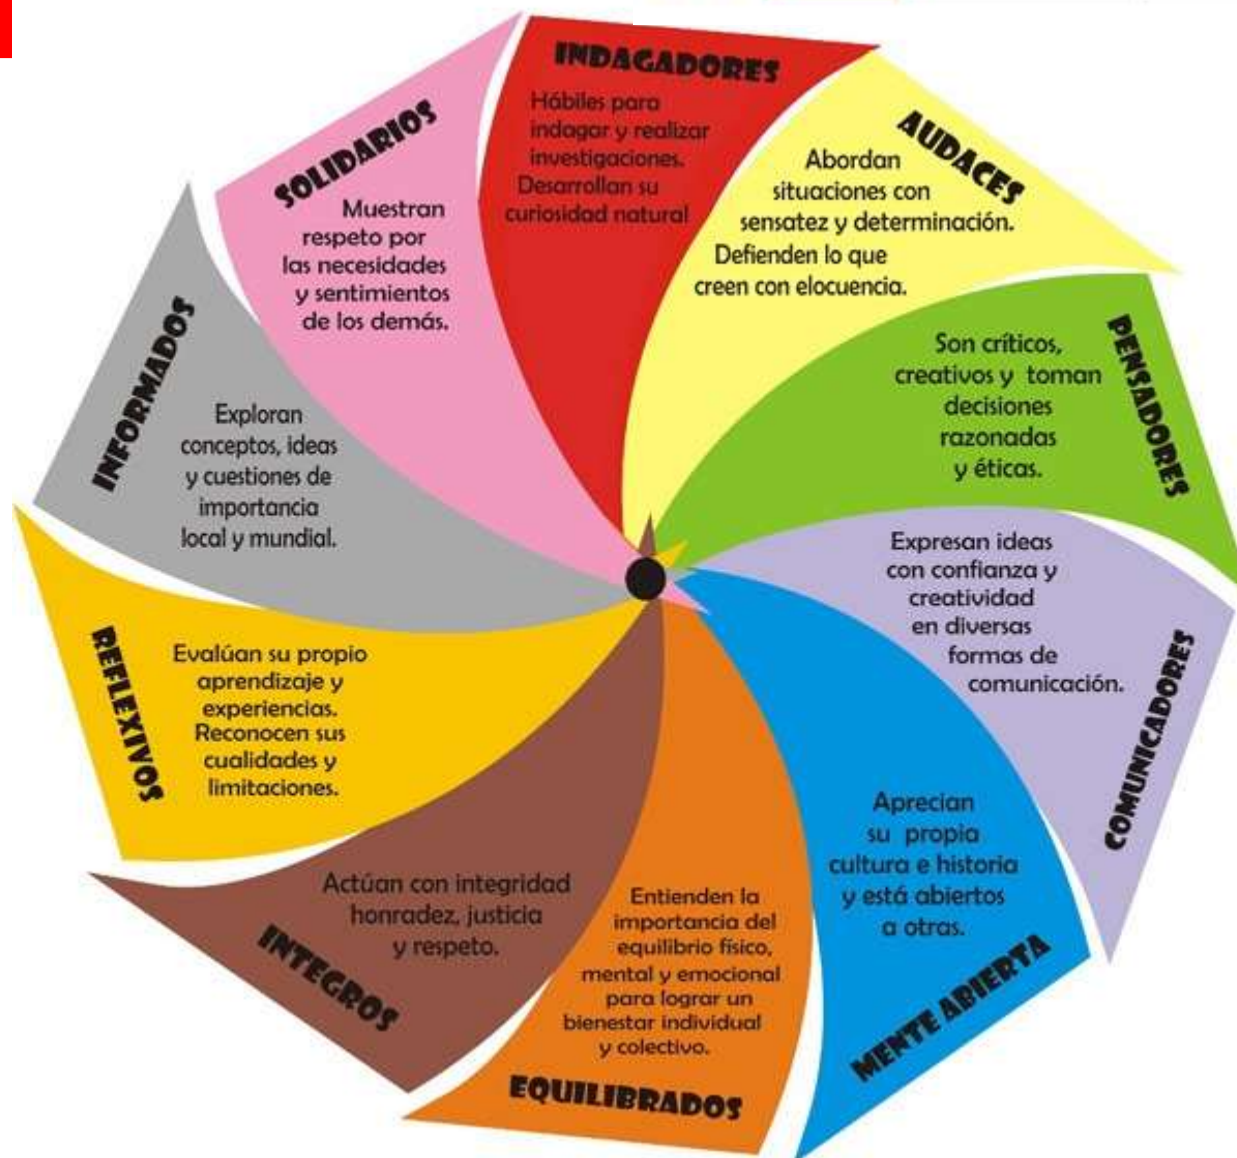 INDAGADORES
Hábiles para
indagar y realizar
investigaciones.
Desarrollan su
curiosidad natural
AUDACES
Abordan
situaciones con
sensatez y determinación.
Defienden lo que
creen con elocuencia.
PENSADORES
Son críticos,
creativos y toman
decisiones
razonadas
y éticas.
COMUNICADORES
Expresan ideas
con confianza y
creatividad
en diversas
formas de
comunicación.
MENTE ABIERTA
Aprecian
su propia
cultura e historia
y está abiertos
a otras.
EQUILIBRADOS
Entienden la
importancia del
equilibrio físico,
mental y emocional
para lograr un
bienestar individual
y colectivo.
INTEGROS
Actúan con integridad
honradez, justicia
y respeto.
REFLEXIVOS
Evalúan su propio
aprendizaje y
experiencias.
Reconocen sus
cualidades y
limitaciones.
INFORMADOS
Exploran
conceptos, ideas
y cuestiones de
importancia
local y mundial.
SOLIDARIOS
Muestran
respeto por
las necesidades
y sentimientos
de los demás.